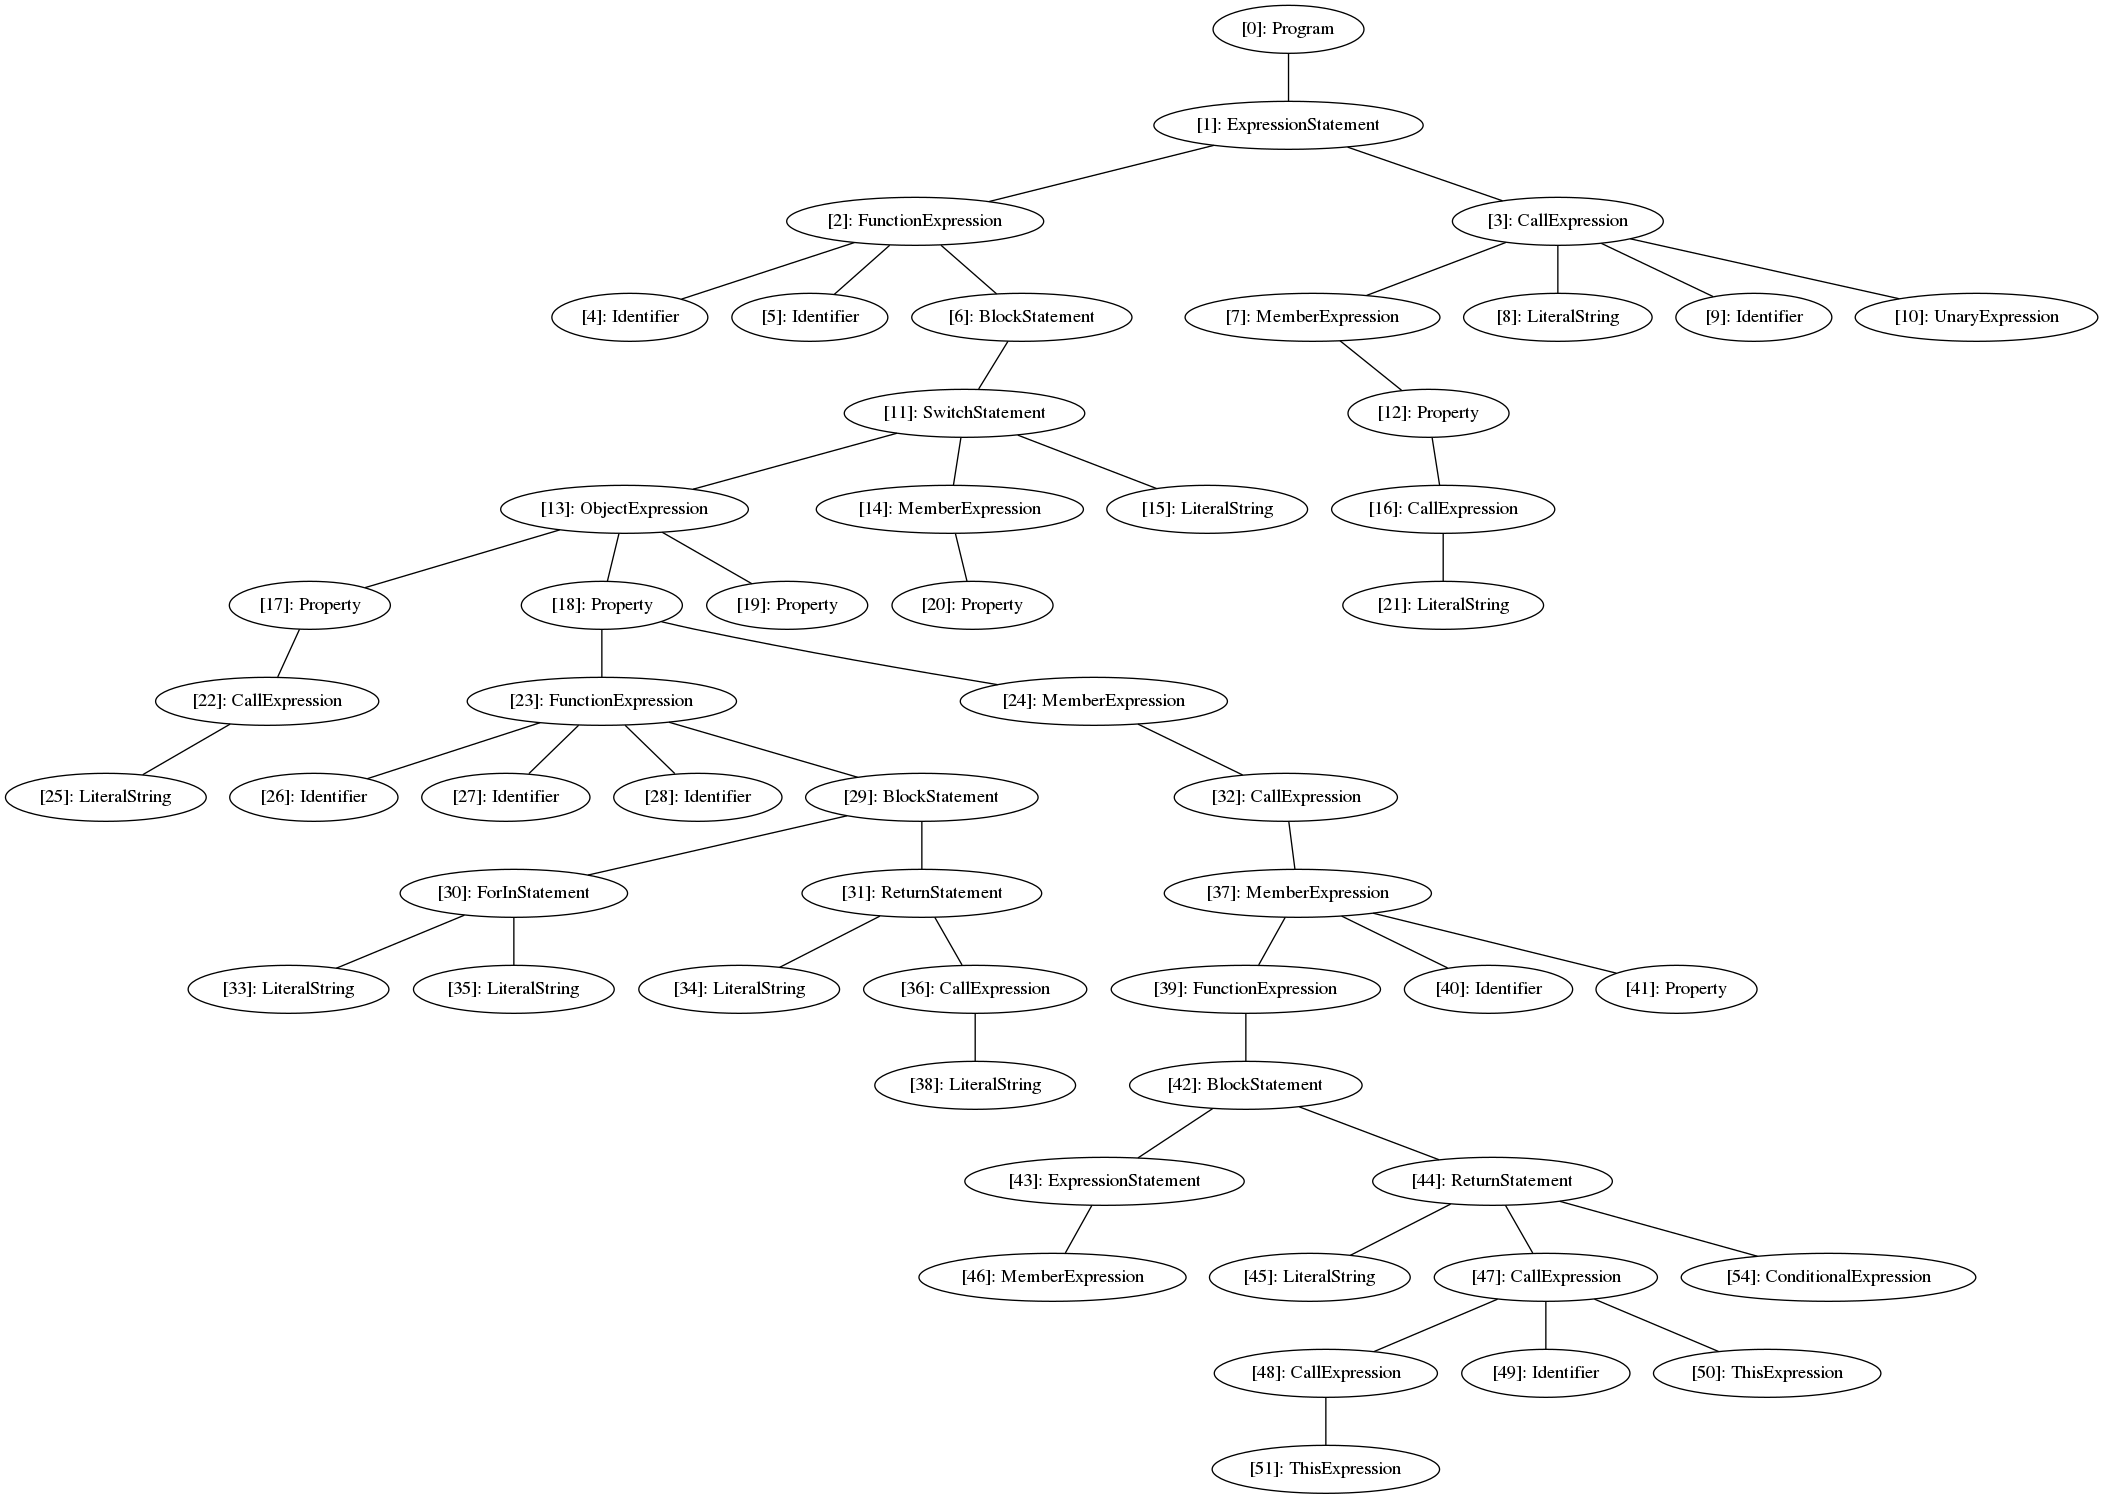 [0]: Program
[1]: ExpressionStatement
[2]: FunctionExpression
[3]: CallExpression
[4]: Identifier
[5]: Identifier
[6]: BlockStatement
[7]: MemberExpression
[8]: LiteralString
[9]: Identifier
[10]: UnaryExpression
[11]: SwitchStatement
[12]: Property
[13]: ObjectExpression
[14]: MemberExpression
[15]: LiteralString
[16]: CallExpression
[17]: Property
[18]: Property
[19]: Property
[20]: Property
[21]: LiteralString
[22]: CallExpression
[23]: FunctionExpression
[24]: MemberExpression
[25]: LiteralString
[26]: Identifier
[27]: Identifier
[28]: Identifier
[29]: BlockStatement
[32]: CallExpression
[30]: ForInStatement
[31]: ReturnStatement
[37]: MemberExpression
[33]: LiteralString
[35]: LiteralString
[34]: LiteralString
[36]: CallExpression
[39]: FunctionExpression
[40]: Identifier
[41]: Property
[38]: LiteralString
[42]: BlockStatement
[43]: ExpressionStatement
[44]: ReturnStatement
[46]: MemberExpression
[45]: LiteralString
[47]: CallExpression
[54]: ConditionalExpression
[48]: CallExpression
[49]: Identifier
[50]: ThisExpression
[51]: ThisExpression